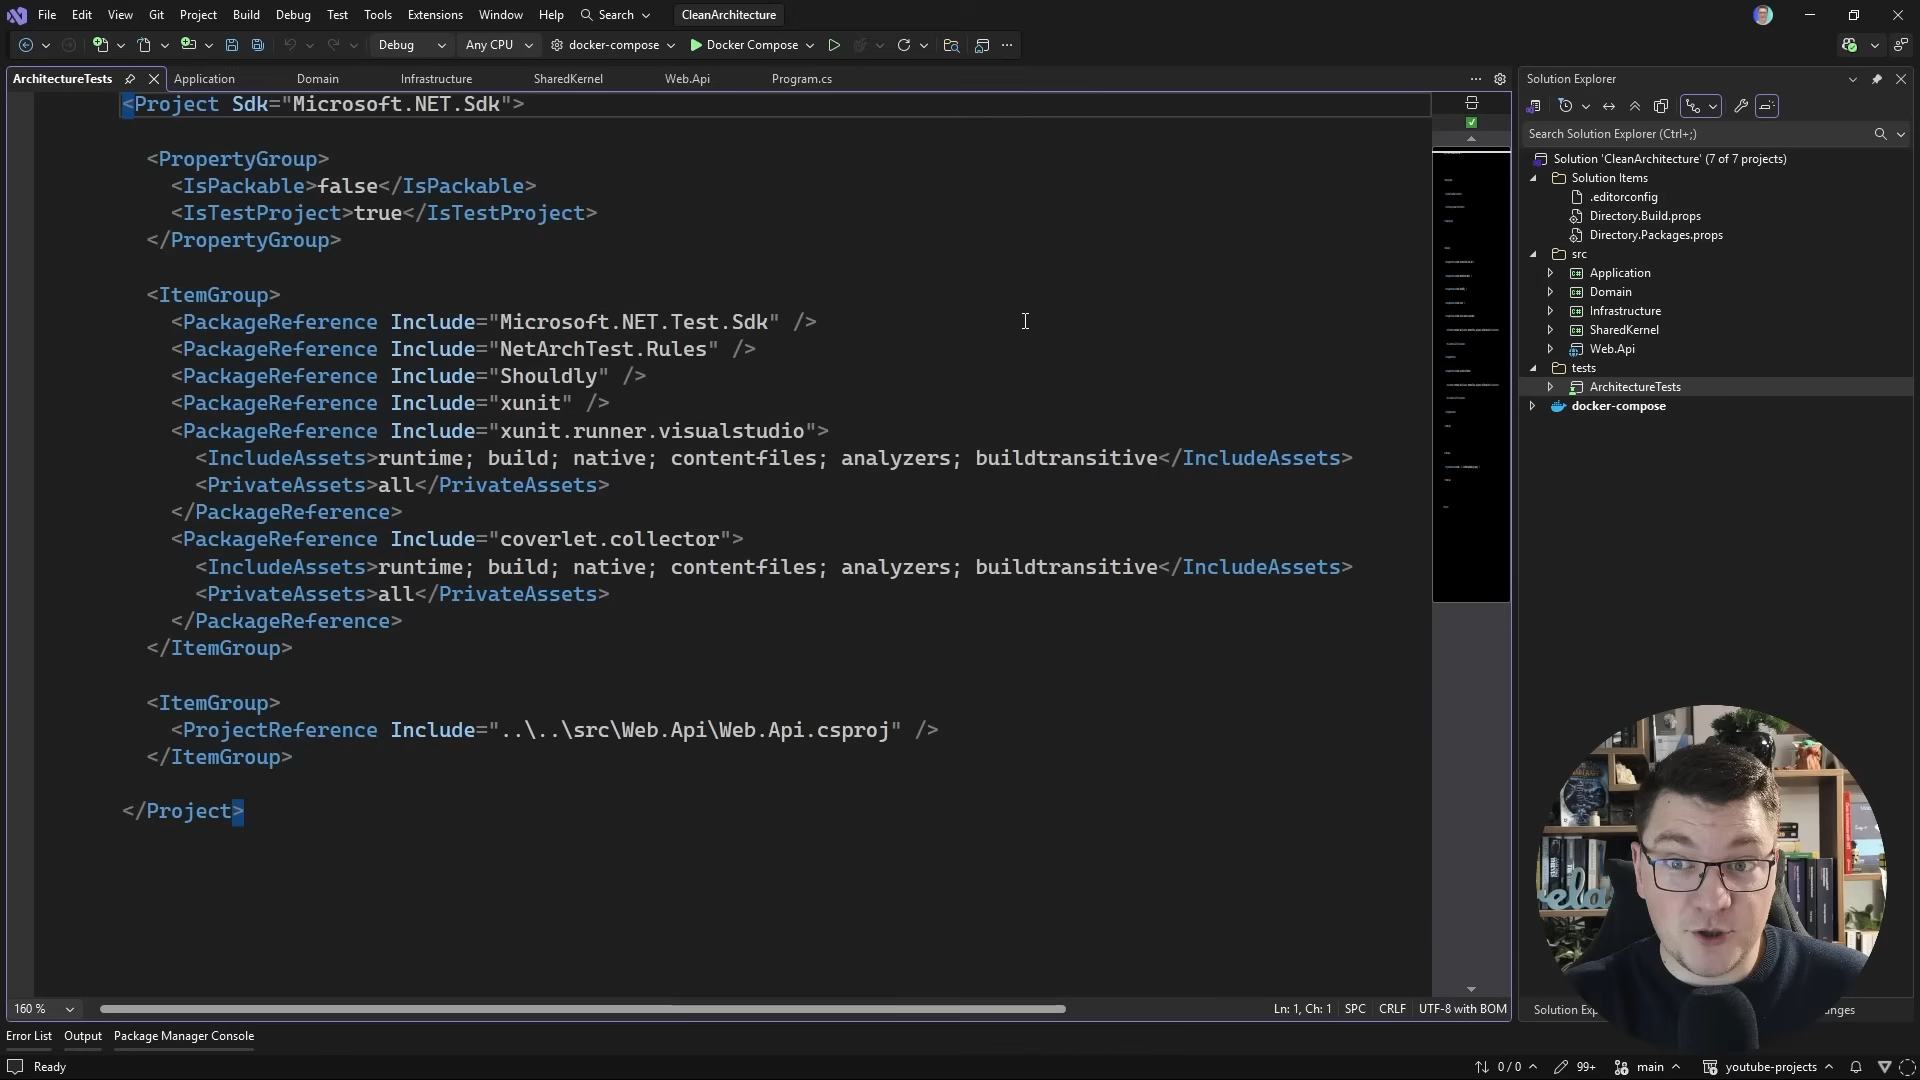 File Edit View Git Project Build Debug Test Tools Extensions Window Help Search CleanArchitecture
Debug Any CPU docker-compose Docker Compose
ArchitectureTests Application Domain Infrastructure SharedKernel Web.Api Program.cs
<Project Sdk="Microsoft.NET.Sdk">
<PropertyGroup>
<IsPackable>false</IsPackable>
<IsTestProject>true</IsTestProject>
</PropertyGroup>
<ItemGroup>
<PackageReference Include="Microsoft.NET.Test.Sdk" />
<PackageReference Include="NetArchTest.Rules" />
<PackageReference Include="Shouldly" />
<PackageReference Include="xunit" />
<PackageReference Include="xunit.runner.visualstudio">
<IncludeAssets>runtime; build; native; contentfiles; analyzers; buildtransitive</IncludeAssets>
<PrivateAssets>all</PrivateAssets>
</PackageReference>
<PackageReference Include="coverlet.collector">
<IncludeAssets>runtime; build; native; contentfiles; analyzers; buildtransitive</IncludeAssets>
<PrivateAssets>all</PrivateAssets>
</PackageReference>
</ItemGroup>
<ItemGroup>
<ProjectReference Include="..\..\src\Web.Api\Web.Api.csproj" />
</ItemGroup>
</Project>
160 % Ln: 1, Ch: 1 SPC CRLF UTF-8 with BOM
Solution Explorer
Search Solution Explorer (Ctrl+;)
Solution 'CleanArchitecture' (7 of 7 projects)
Solution Items
.editorconfig
Directory.Build.props
Directory.Packages.props
src
Application
Domain
Infrastructure
SharedKernel
Web.Api
tests
ArchitectureTests
docker-compose
Solution Exp
anges
Error List Output Package Manager Console
Ready 0 / 0 99+ main youtube-projects